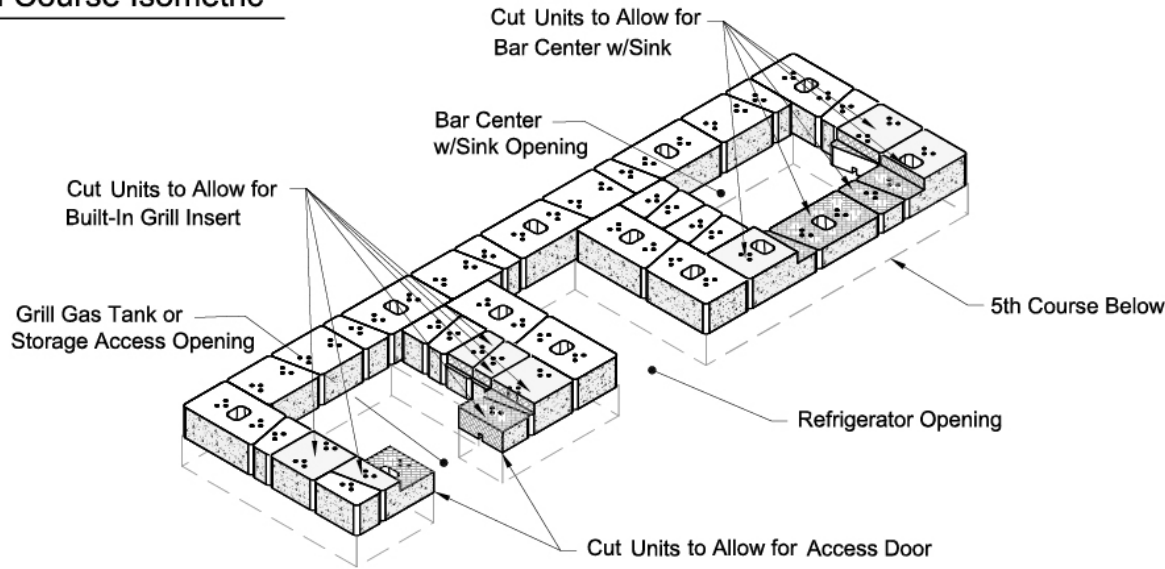 Course Isometric
Cut Units to Allow for
Bar Center w/Sink
Bar Center
w/Sink Opening
Cut Units to Allow for
Built-In Grill Insert
Grill Gas Tank or
Storage Access Opening
5th Course Below
Refrigerator Opening
Cut Units to Allow for Access Door